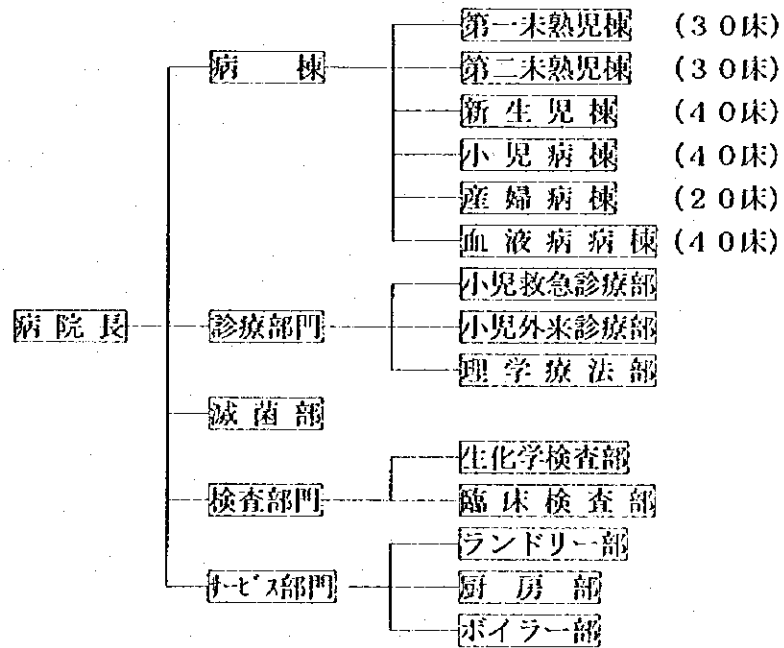 第一未熟児棟 (30床)
病棟
第二未熟児棟 (30床)
新生児棟 (40床)
小児病棟 (40床)
産婦病棟 (20床)
血液病病棟 (40床)
小児救急診療部
病院長
診療部門
小児外来診療部
理学療法部
滅菌部
生化学検査部
検査部門
臨床検査部
ランドリー部
サービス部門
厨房部
ボイラー部